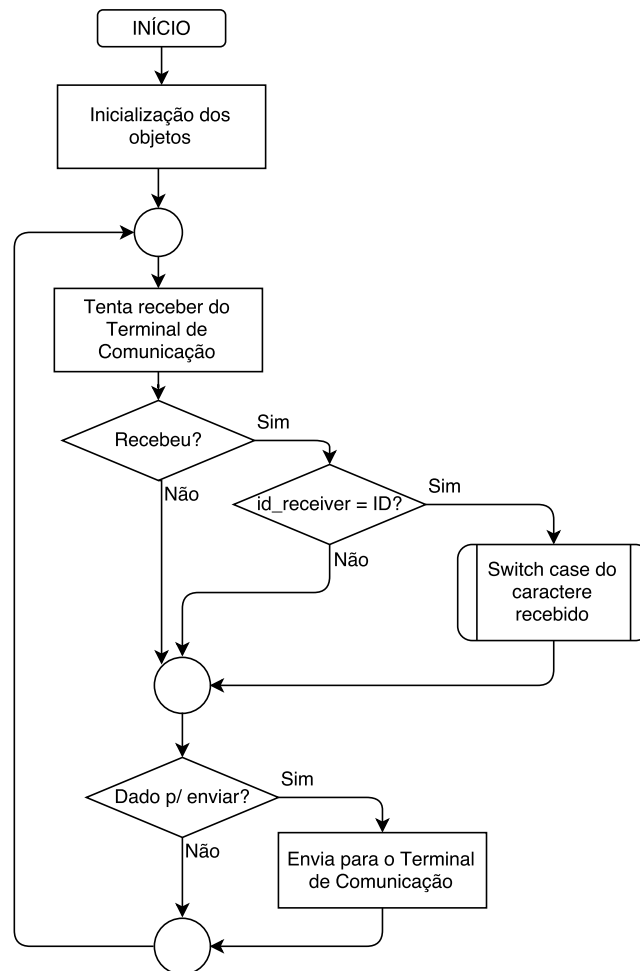 INÍCIO
Inicialização dos
objetos
Tenta receber do
Terminal de
Comunicação
Recebeu?
Sim
Não
id_receiver = ID?
Sim
Não
Switch case do
caractere
recebido
Dado p/ enviar?
Sim
Não
Envia para o Terminal
de Comunicação